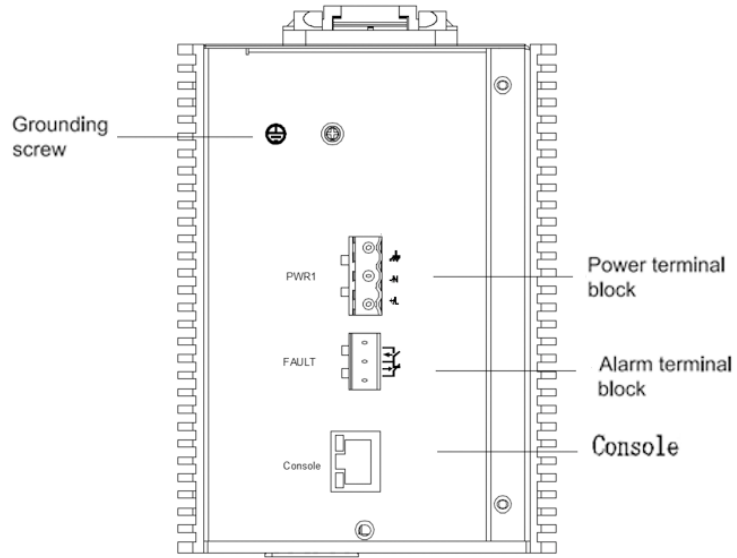 Grounding
screw
PWR1
-N
+L
Power terminal
block
FAULT
Alarm terminal
block
Console
Console